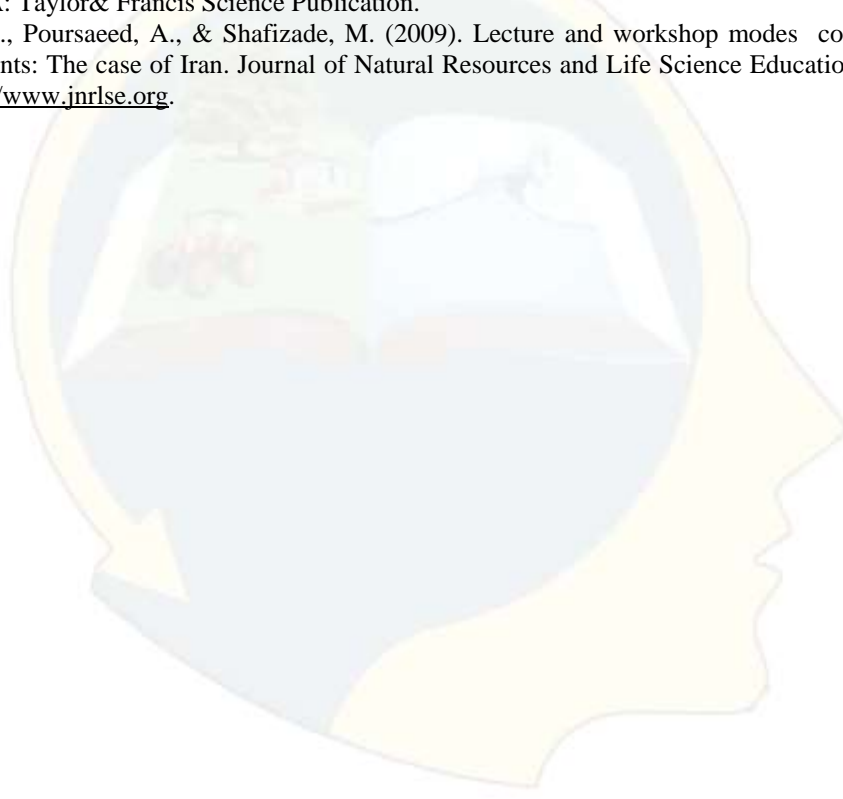 : Taylor& Francis Science Publication.
., Poursaeed, A., & Shafizade, M. (2009). Lecture and workshop modes co
nts: The case of Iran. Journal of Natural Resources and Life Science Educatio
/www.jnrlse.org.